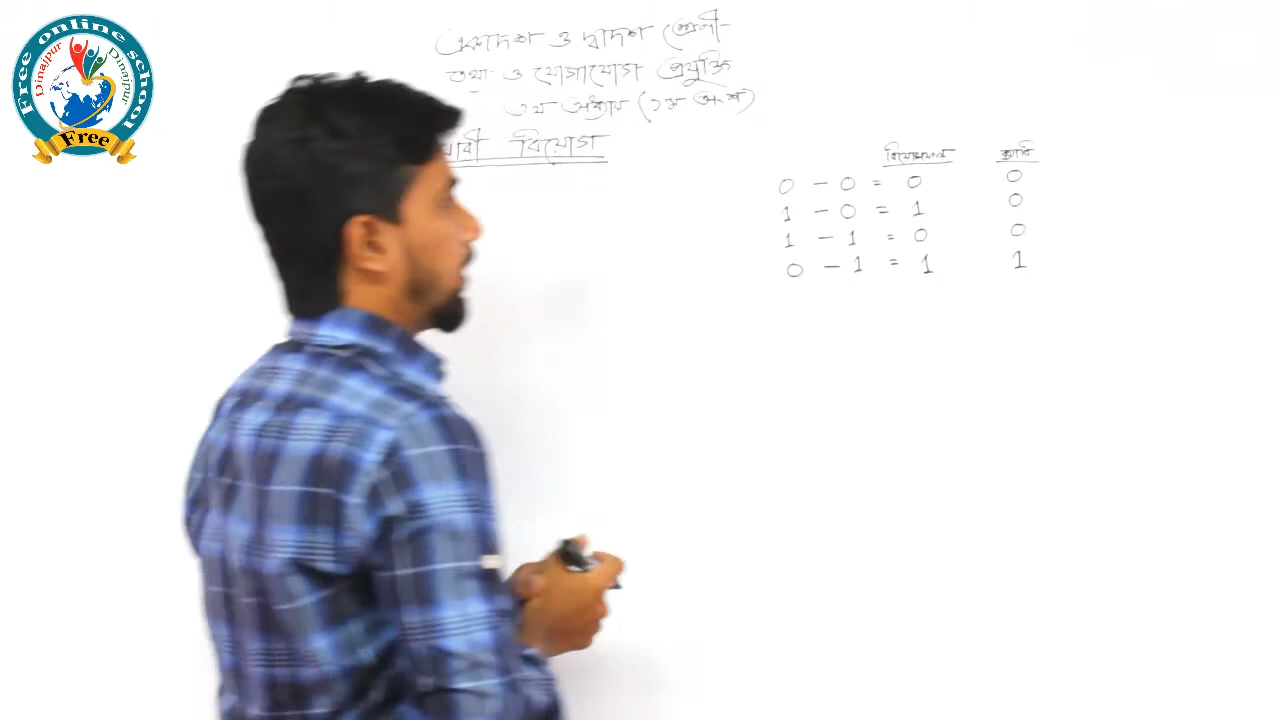 Free online school
Dinajpur
Dinajpur
Free
একাদশ ও দ্বাদশ শ্রেণী-
তথ্য ও যোগাযোগ প্রযুক্তি
৩য় অধ্যায় (১ম অংশ)
বিয়োগ
বিয়োগফল ক্যারি
0 - 0 = 0 0
1 - 0 = 1 0
1 - 1 = 0 0
0 - 1 = 1 1